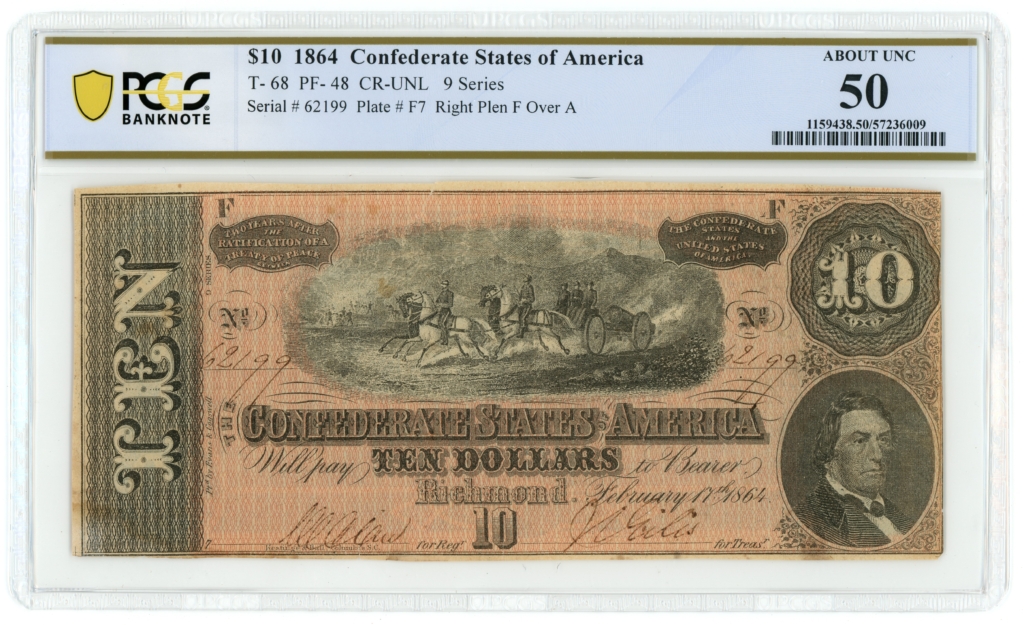 $10 1864 Confederate States of America
T- 68 PF- 48 CR-UNL 9 Series
Serial # 62199 Plate # F7 Right Plen F Over A
PCGS
BANKNOTE
ABOUT UNC
50
1159438.50/57236009
F
F
TWO YEARS AFTER
THE
RATIFICATION OF A
TREATY OF PEACE
THE CONFEDERATE
STATES
AND THE
UNITED STATES
OF AMERICA
10
TEN
SERIES
No
No
62199
62199
THE
CONFEDERATE STATES OF AMERICA
Will pay TEN DOLLARS to Bearer
Richmond. February 17th 1864
10
for Regr
for Treasr
7